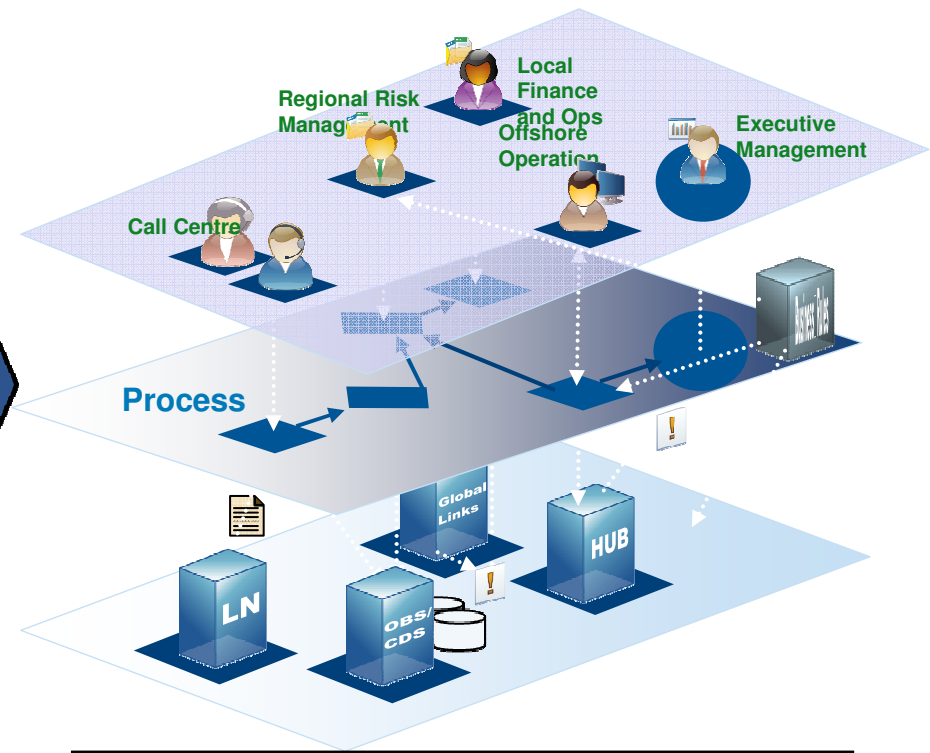 Local
Finance
and Ops
Regional Risk
Management
Offshore
Operation
Executive
Management
Call Centre
Business Rules
Process
Global
Links
HUB
LN
OBS/
CDS
!
!